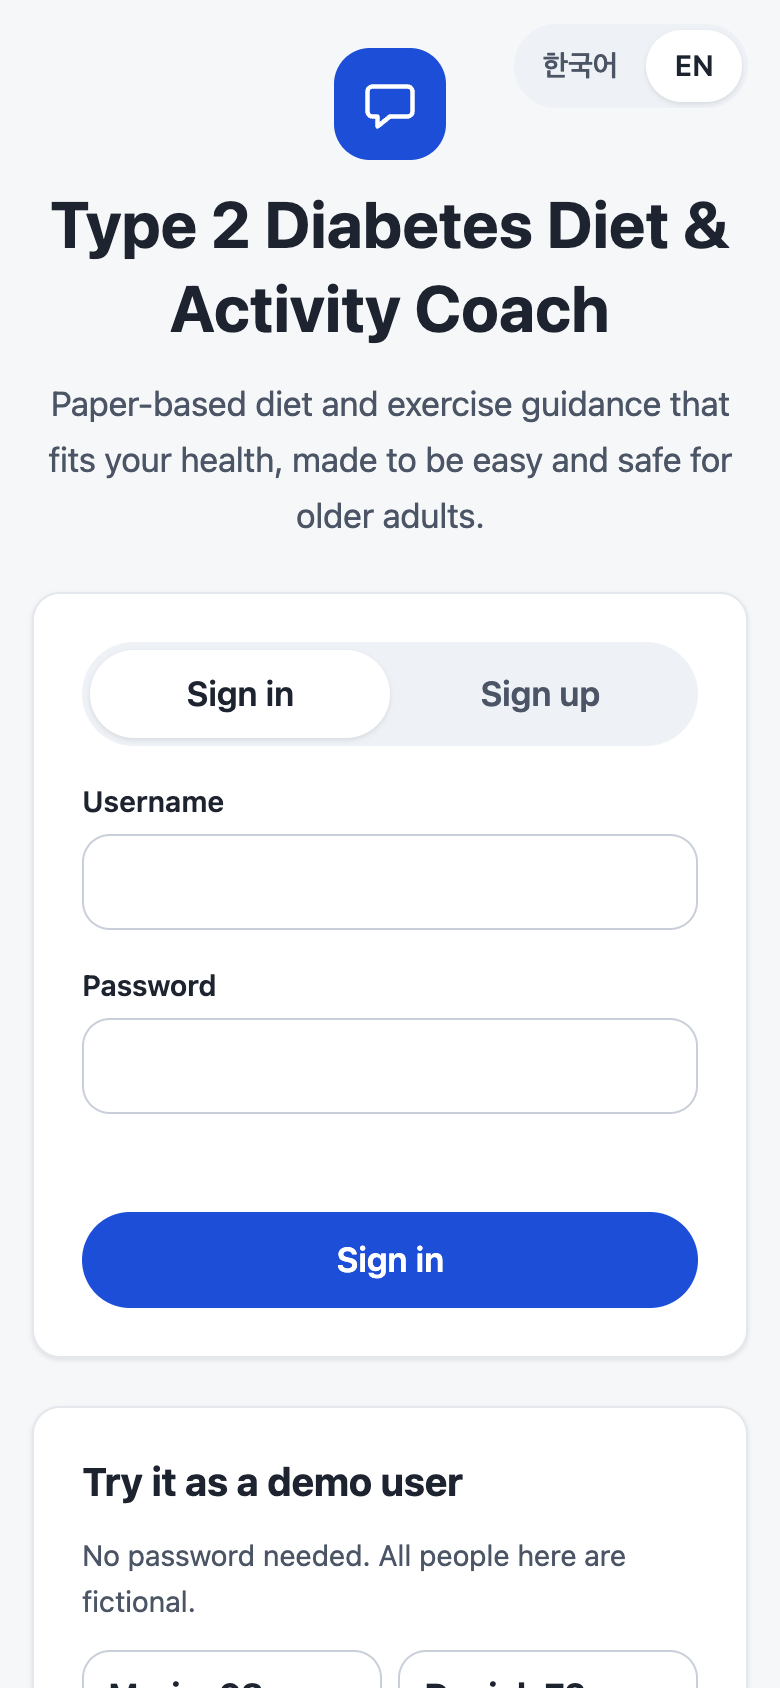 한국어
EN
Type 2 Diabetes Diet &
Activity Coach
Paper-based diet and exercise guidance that
fits your health, made to be easy and safe for
older adults.
Sign in
Sign up
Username
Password
Sign in
Try it as a demo user
No password needed. All people here are
fictional.